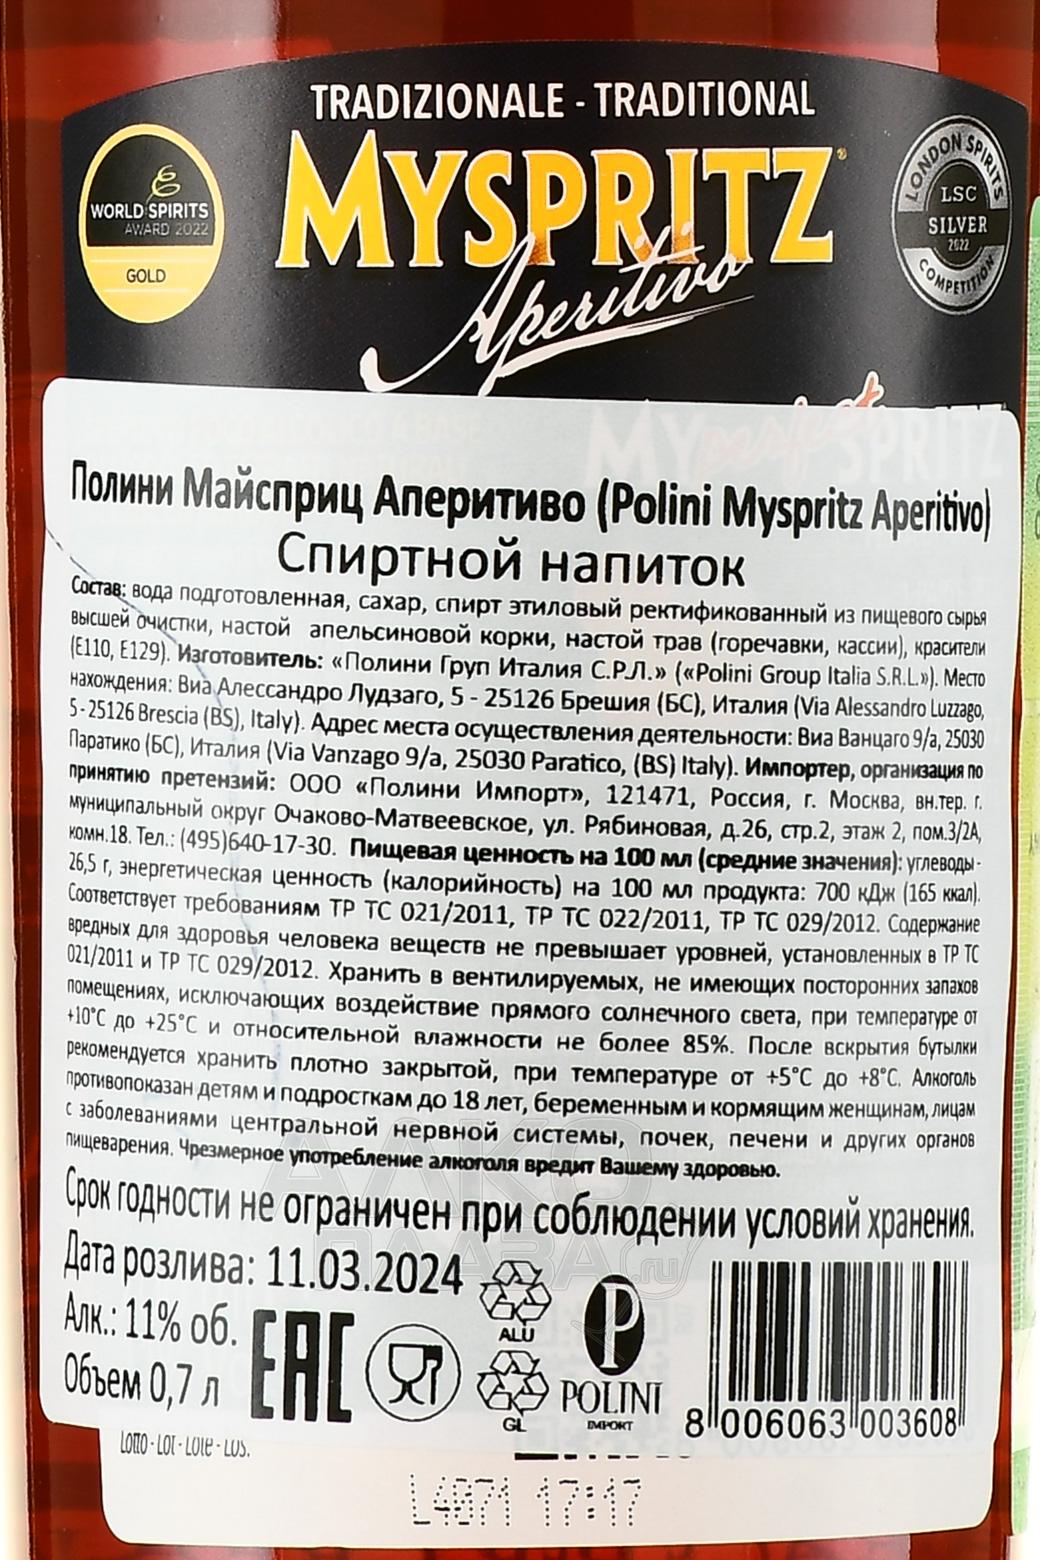 TRADIZIONALE - TRADITIONAL
MYSPRITZ®
Aperitivo
WORLD SPIRITS
AWARD 2022
GOLD
LONDON SPIRITS
LSC
SILVER
2022
COMPETITION
MY perfect SPRITZ
Полини Майсприц Аперитиво (Polini Myspritz Aperitivo)
Спиртной напиток
Состав: вода подготовленная, сахар, спирт этиловый ректификованный из пищевого сырья
высшей очистки, настой апельсиновой корки, настой трав (горечавки, кассии), красители
(E110, E129). Изготовитель: «Полини Груп Италия С.Р.Л.» («Polini Group Italia S.R.L.»). Место
нахождения: Виа Алессандро Лудзаго, 5 - 25126 Брешия (БС), Италия (Via Alessandro Luzzago,
5 - 25126 Brescia (BS), Italy). Адрес места осуществления деятельности: Виа Ванцаго 9/а, 25030
Паратико (БС), Италия (Via Vanzago 9/a, 25030 Paratico, (BS) Italy). Импортер, организация по
принятию претензий: ООО «Полини Импорт», 121471, Россия, г. Москва, вн.тер. г.
муниципальный округ Очаково-Матвеевское, ул. Рябиновая, д.26, стр.2, этаж 2, пом.3/2А,
комн.18. Тел.: (495)640-17-30. Пищевая ценность на 100 мл (средние значения): углеводы -
26,5 г, энергетическая ценность (калорийность) на 100 мл продукта: 700 кДж (165 ккал).
Соответствует требованиям ТР ТС 021/2011, ТР ТС 022/2011, ТР ТС 029/2012. Содержание
вредных для здоровья человека веществ не превышает уровней, установленных в ТР ТС
021/2011 и ТР ТС 029/2012. Хранить в вентилируемых, не имеющих посторонних запахов
помещениях, исключающих воздействие прямого солнечного света, при температуре от
+10°C до +25°C и относительной влажности не более 85%. После вскрытия бутылки
рекомендуется хранить плотно закрытой, при температуре от +5°C до +8°C. Алкоголь
противопоказан детям и подросткам до 18 лет, беременным и кормящим женщинам, лицам
с заболеваниями центральной нервной системы, почек, печени и других органов
пищеварения. Чрезмерное употребление алкоголя вредит Вашему здоровью.
Срок годности не ограничен при соблюдении условий хранения.
Дата розлива: 11.03.2024
Алк.: 11% об.
Объем 0,7 л
EAC
ALU
GL
P
POLINI
IMPORT
8 006063 003608
АЛКО
ПЛАЗА.ru
Lotto - Lot - Lote - Los.
L4071 17:17